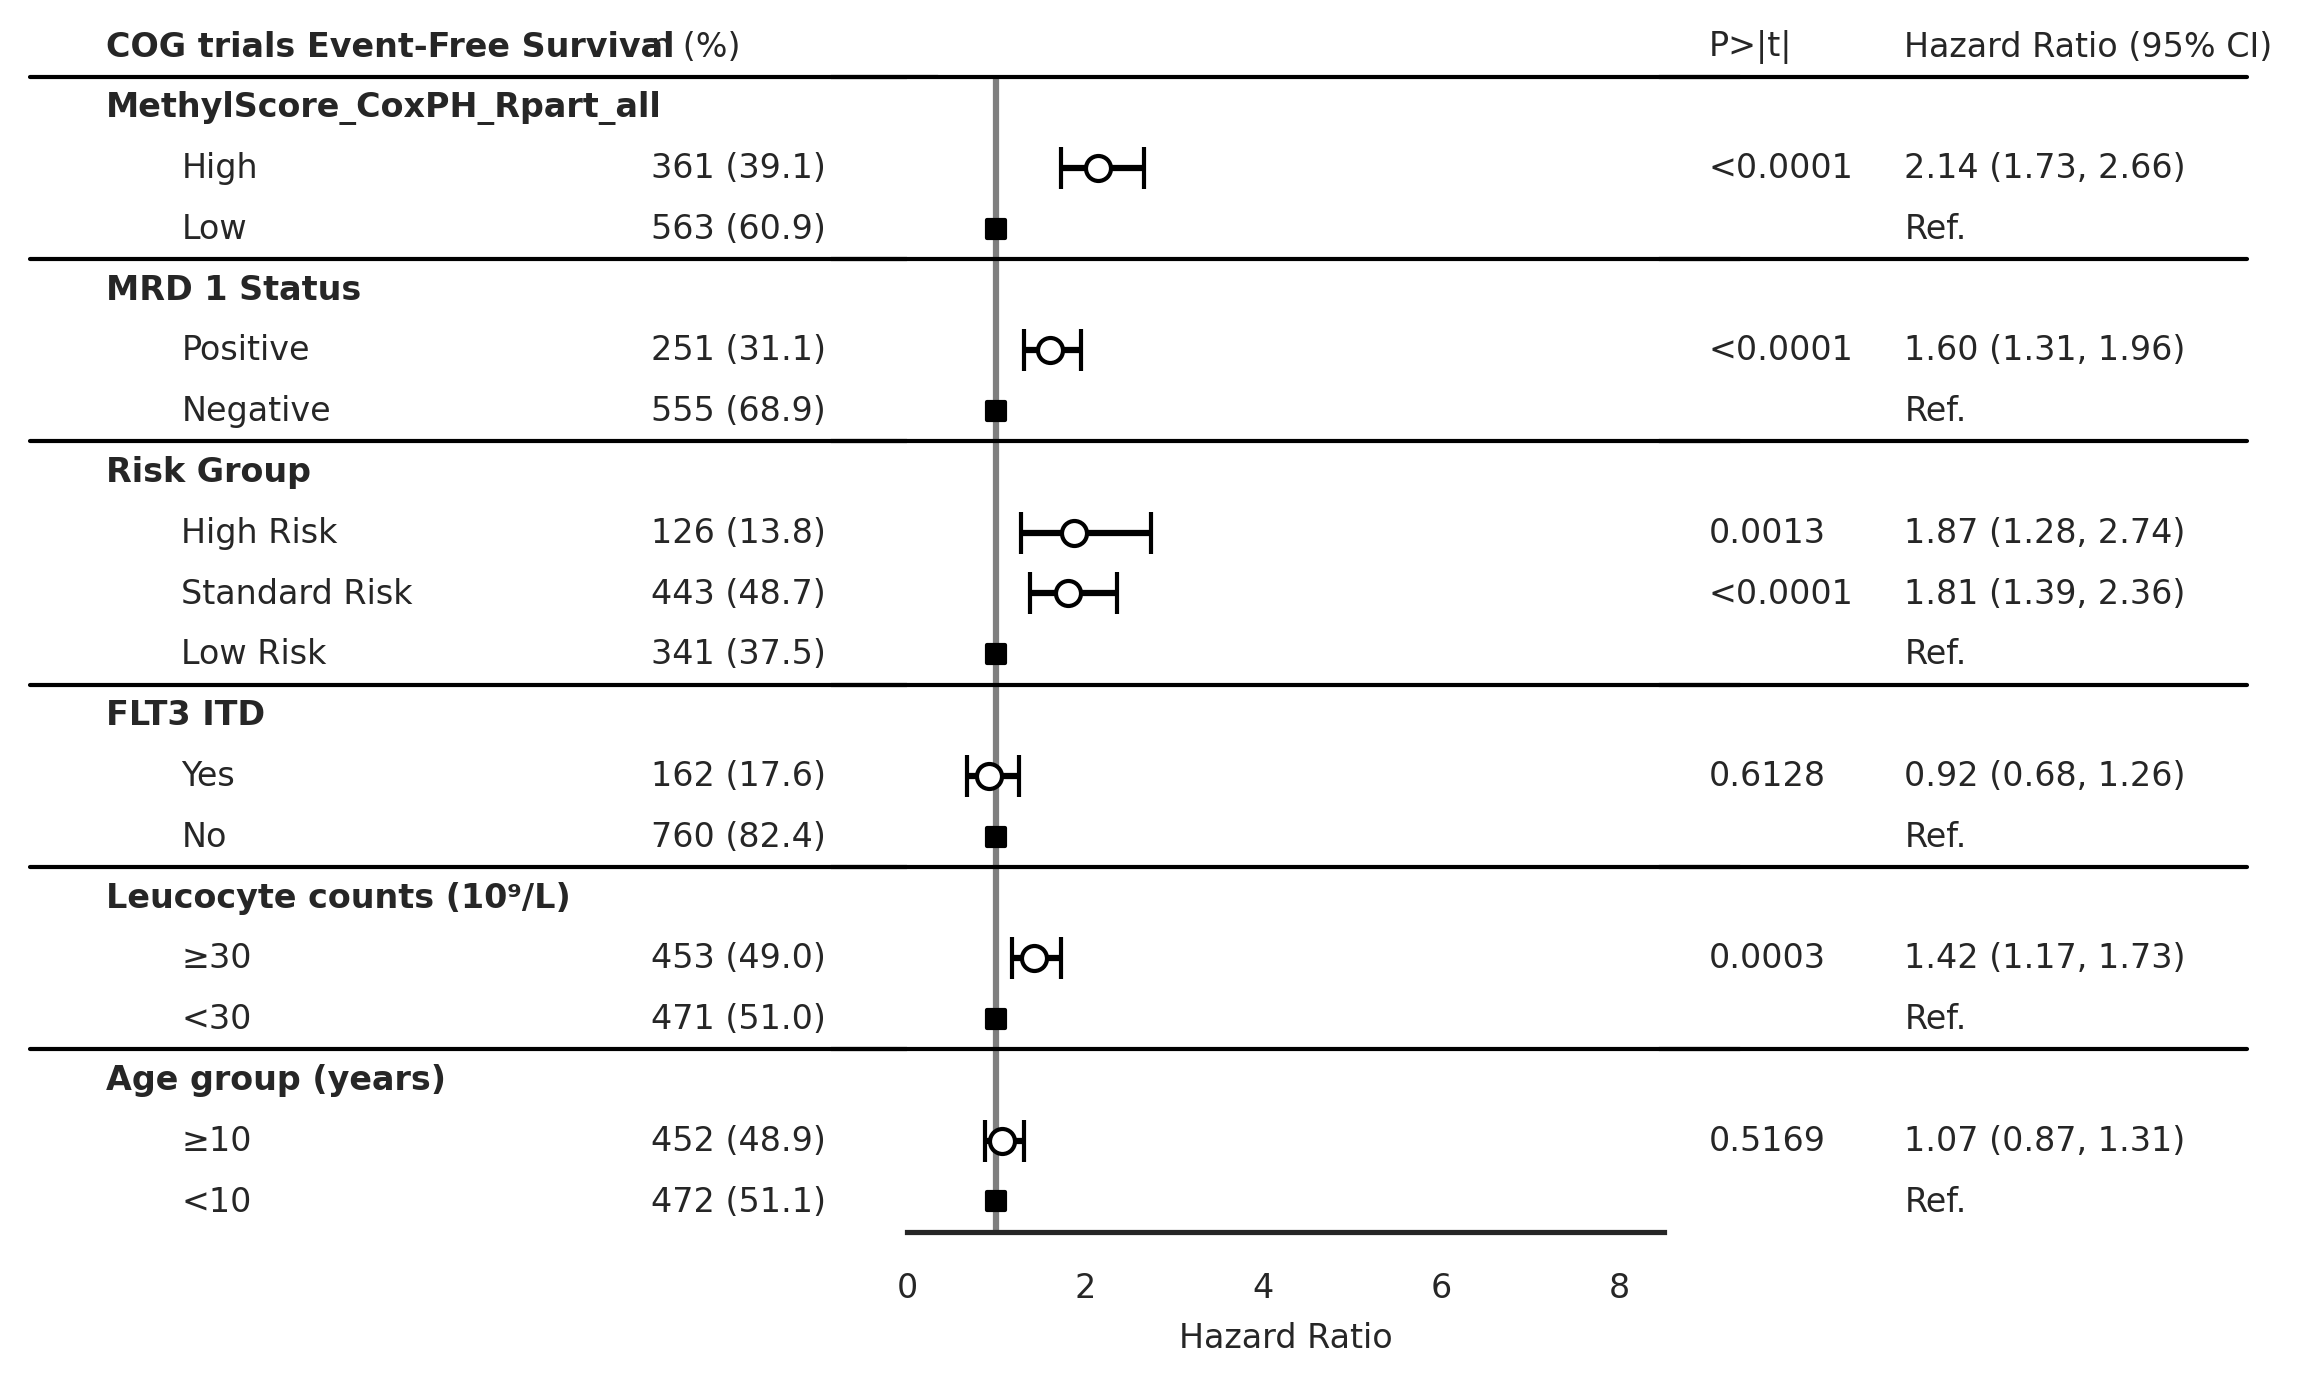 COG trials Event-Free Survival n (%) P>|t| Hazard Ratio (95% CI)
MethylScore_CoxPH_Rpart_all
High 361 (39.1) <0.0001 2.14 (1.73, 2.66)
Low 563 (60.9) Ref.
MRD 1 Status
Positive 251 (31.1) <0.0001 1.60 (1.31, 1.96)
Negative 555 (68.9) Ref.
Risk Group
High Risk 126 (13.8) 0.0013 1.87 (1.28, 2.74)
Standard Risk 443 (48.7) <0.0001 1.81 (1.39, 2.36)
Low Risk 341 (37.5) Ref.
FLT3 ITD
Yes 162 (17.6) 0.6128 0.92 (0.68, 1.26)
No 760 (82.4) Ref.
Leucocyte counts (10⁹/L)
≥30 453 (49.0) 0.0003 1.42 (1.17, 1.73)
<30 471 (51.0) Ref.
Age group (years)
≥10 452 (48.9) 0.5169 1.07 (0.87, 1.31)
<10 472 (51.1) Ref.
0 2 4 6 8
Hazard Ratio